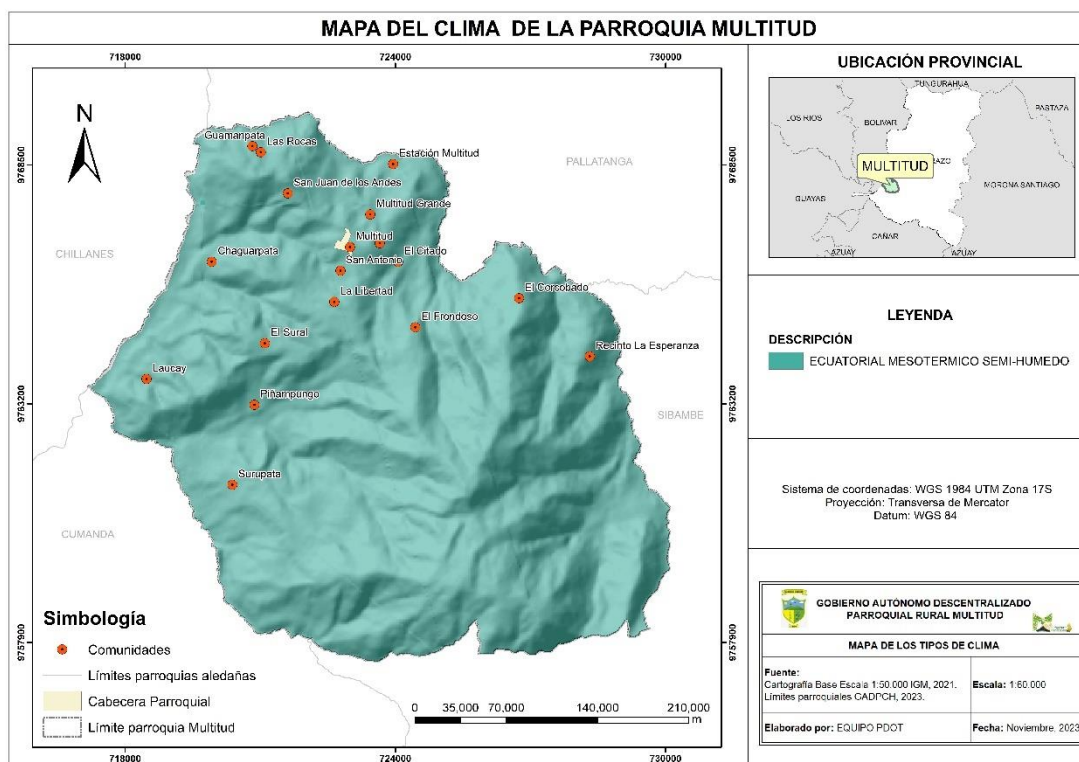 MAPA DEL CLIMA DE LA PARROQUIA MULTITUD
718000
724000
730000
N
Guamanpata
Las Rocas
Estación Multitud
PALLATANGA
San Juan de los Andes
Multitud Grande
Multitud
Chaguarpata
San Antonio
El Citado
CHILLANES
La Libertad
El Corcobado
El Frondoso
El Sural
Recinto La Esperanza
Laucay
Piñampungo
SIBAMBE
Surupata
CUMANDA
9768500
9763200
9757900
9768500
9763200
9757900
Simbología
Comunidades
Límites parroquias aledañas
Cabecera Parroquial
Límite parroquia Multitud
0 35,000 70,000 140,000 210,000
m
718000
724000
730000
UBICACIÓN PROVINCIAL
TUNGURAHUA
PASTAZA
LOS RIOS
BOLIVAR
MULTITUD
RAZO
MORONA SANTIAGO
GUAYAS
CAÑAR
AZUAY
AZUAY
LEYENDA
DESCRIPCIÓN
ECUATORIAL MESOTERMICO SEMI-HUMEDO
Sistema de coordenadas: WGS 1984 UTM Zona 17S
Proyección: Transversa de Mercator
Datum: WGS 84
GOBIERNO AUTÓNOMO DESCENTRALIZADO
PARROQUIAL RURAL MULTITUD
MAPA DE LOS TIPOS DE CLIMA
Fuente:
Cartografía Base Escala 1:50.000 IGM, 2021.
Límites parroquiales GADPCH, 2023.
Escala: 1:60.000
Elaborado por: EQUIPO PDOT
Fecha: Noviembre, 2023